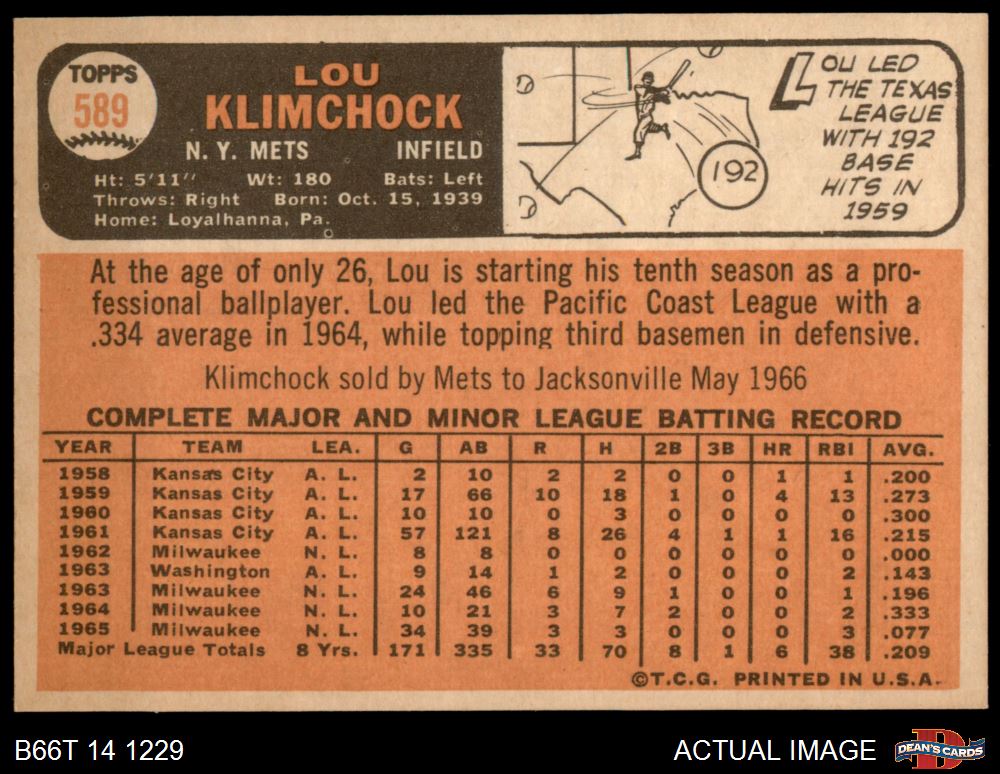 TOPPS
589
LOU
KLIMCHOCK
N. Y. METS INFIELD
Ht: 5'11" Wt: 180 Bats: Left
Throws: Right Born: Oct. 15, 1939
Home: Loyalhanna, Pa.
192
LOU LED
THE TEXAS
LEAGUE
WITH 192
BASE
HITS IN
1959
At the age of only 26, Lou is starting his tenth season as a pro-
fessional ballplayer. Lou led the Pacific Coast League with a
.334 average in 1964, while topping third basemen in defensive.
Klimchock sold by Mets to Jacksonville May 1966
COMPLETE MAJOR AND MINOR LEAGUE BATTING RECORD
YEAR TEAM LEA. G AB R H 2B 3B HR RBI AVG.
1958 Kansas City A. L. 2 10 2 2 0 0 1 1 .200
1959 Kansas City A. L. 17 66 10 18 1 0 4 13 .273
1960 Kansas City A. L. 10 10 0 3 0 0 0 0 .300
1961 Kansas City A. L. 57 121 8 26 4 1 1 16 .215
1962 Milwaukee N. L. 8 8 0 0 0 0 0 0 .000
1963 Washington A. L. 9 14 1 2 0 0 0 2 .143
1963 Milwaukee N. L. 24 46 6 9 1 0 0 1 .196
1964 Milwaukee N. L. 10 21 3 7 2 0 0 2 .333
1965 Milwaukee N. L. 34 39 3 3 0 0 0 3 .077
Major League Totals 8 Yrs. 171 335 33 70 8 1 6 38 .209
©T.C.G. PRINTED IN U.S.A.
B66T 14 1229 ACTUAL IMAGE DEAN'S CARDS